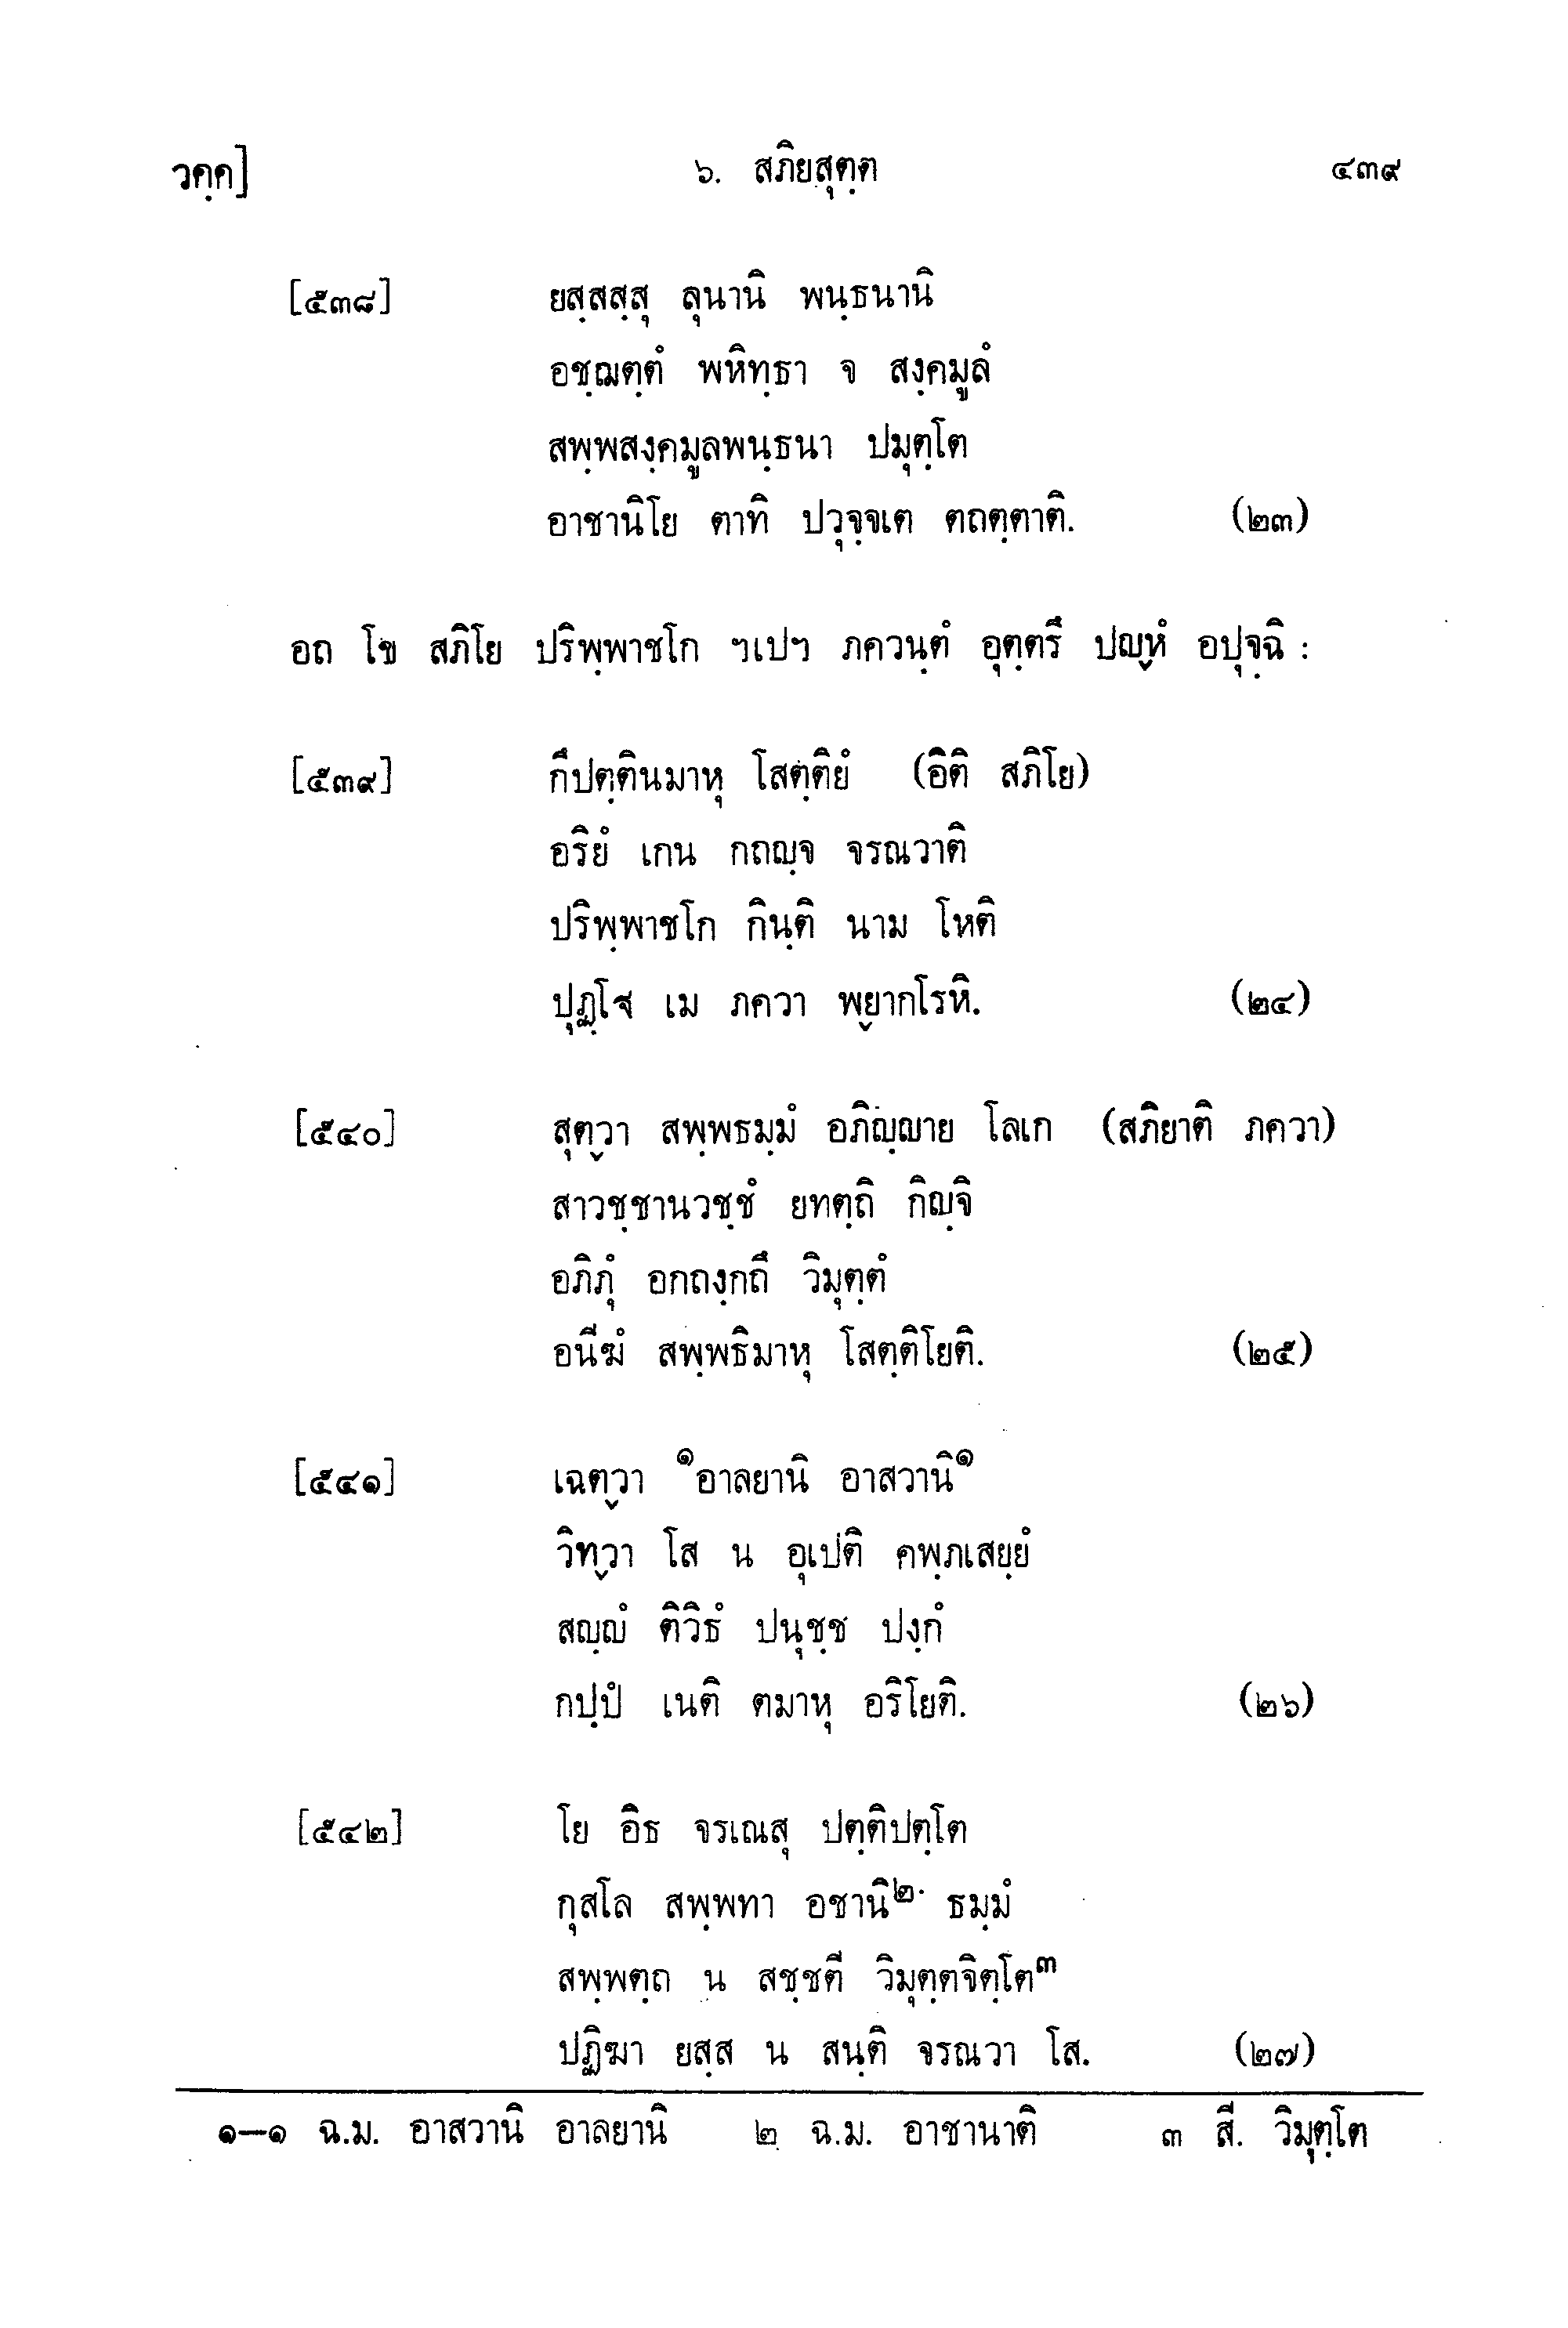 วคฺค] ๖. สภิยสุตฺต ๔๓๙
[๕๓๘] ยสฺสสฺสุ ลุนานิ พนฺธนานิ
อชฺฌตฺตํ พหิทฺธา จ สงฺคมูลํ
สพฺพสงฺคมูลพนฺธนา ปมุตฺโต
อาชานิโย ตาทิ ปวุจฺจเต ตถตฺตาติ. (๒๓)
อถ โข สภิโย ปริพฺพาชโก ฯเปฯ ภควนฺตํ อุตฺตรึ ปญฺหํ อปุจฺฉิ :
[๕๓๙] กึปตฺตินมาหุ โสตฺติยํ (อิติ สภิโย)
อริยํ เกน กถญฺจ จรณวาติ
ปริพฺพาชโก กินฺติ นาม โหติ
ปุฏฺโฐ เม ภควา พฺยากโรหิ. (๒๔)
[๕๔๐] สุตฺวา สพฺพธมฺมํ อภิญฺญาย โลเก (สภิยาติ ภควา)
สาวชฺชานวชฺชํ ยทตฺถิ กิญฺจิ
อภิภุํ อกถงฺกถึ วิมุตฺตํ
อนีฆํ สพฺพธิมาหุ โสตฺติโยติ. (๒๕)
[๕๔๑] เฉตฺวา ๑อาลยานิ อาสวานิ๑
วิทฺวา โส น อุเปติ คพฺภเสยฺยํ
สญฺญํ ติวิธํ ปนุชฺช ปงฺกํ
กปฺปํ เนติ ตมาหุ อริโยติ. (๒๖)
[๕๔๒] โย อิธ จรเณสุ ปตฺติปตฺโต
กุสโล สพฺพทา อชานิ๒ ธมฺมํ
สพฺพตฺถ น สชฺชตี วิมุตฺตจิตฺโต๓
ปฏิฆา ยสฺส น สนฺติ จรณวา โส. (๒๗)
๑–๑ ฉ.ม. อาสวานิ อาลยานิ ๒ ฉ.ม. อาชานาติ ๓ สี. วิมุตฺโต